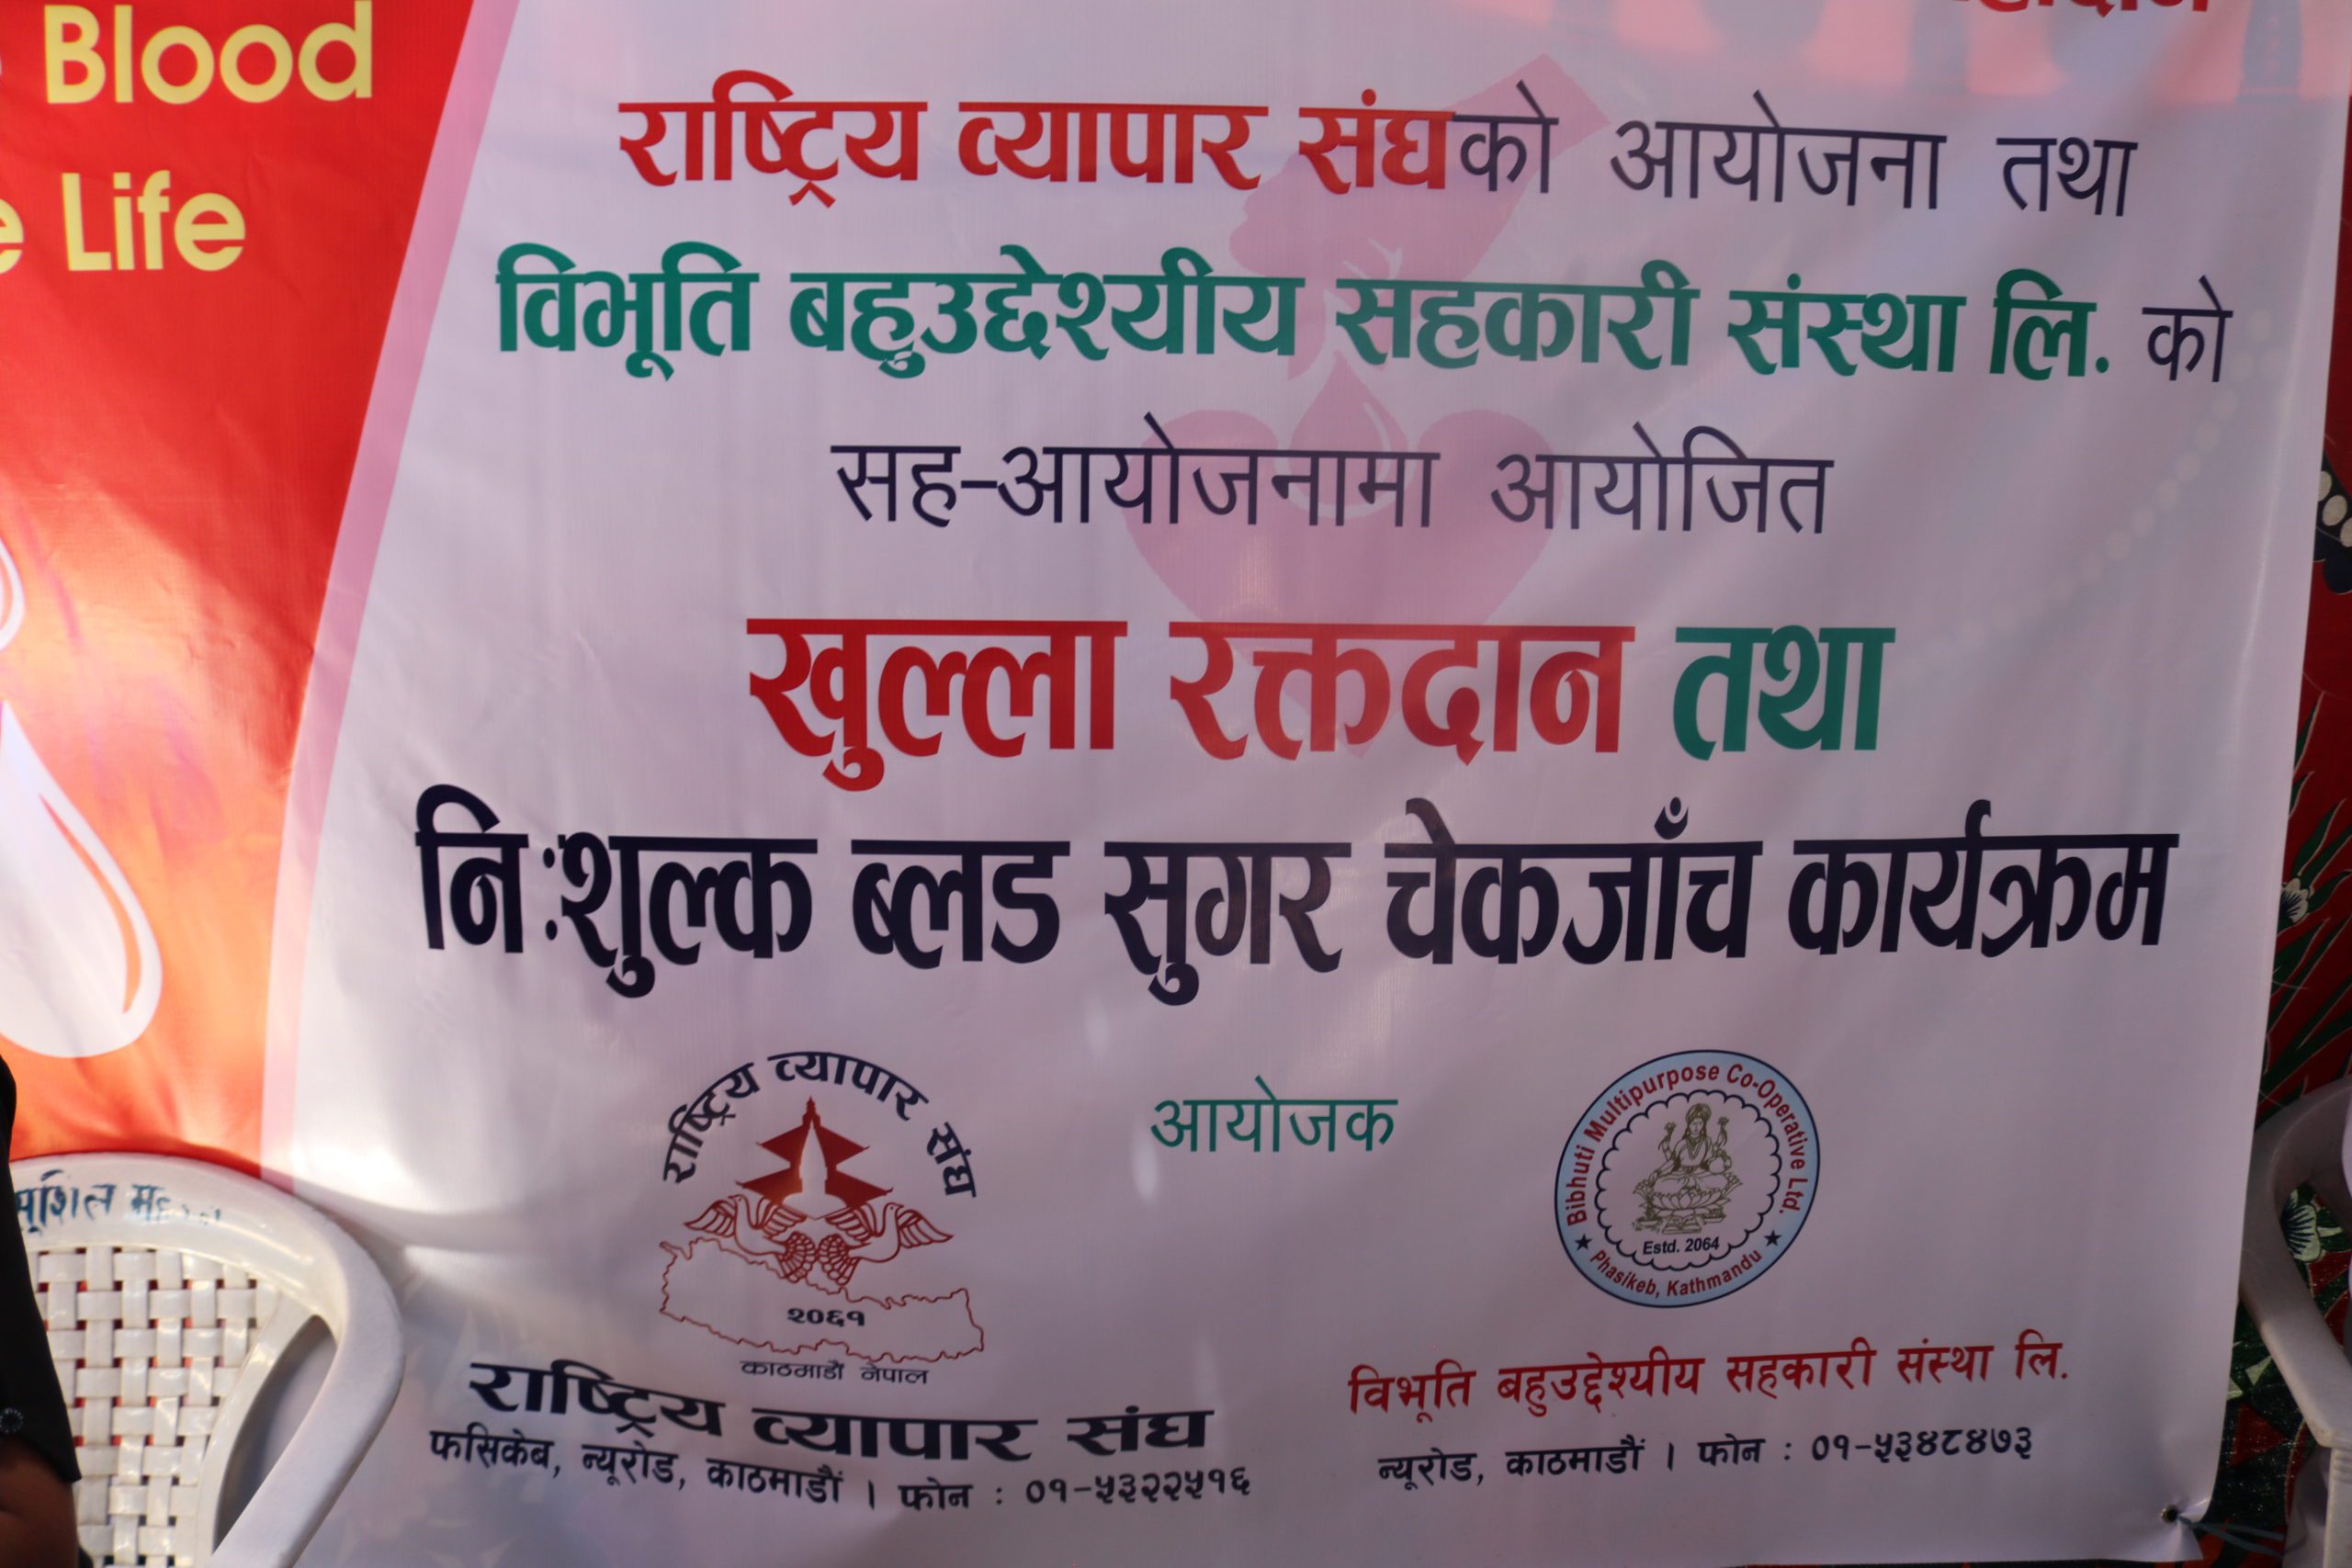 Blood
Life
राष्ट्रिय व्यापार संघको आयोजना तथा
विभूति बहुउद्देश्यीय सहकारी संस्था लि. को
सह-आयोजनामा आयोजित
खुल्ला रक्तदान तथा
नि:शुल्क ब्लड सुगर चेकजाँच कार्यक्रम
आयोजक
राष्ट्रिय व्यापार संघ
२०६१
काठमाडौं नेपाल
राष्ट्रिय व्यापार संघ
फसिकेब, न्यूरोड, काठमाडौं । फोन : ०१-५३२२५१६
Bibhuti Multipurpose Co-Operative Ltd.
Estd. 2064
★ Phasikeb, Kathmandu ★
विभूति बहुउद्देश्यीय सहकारी संस्था लि.
न्यूरोड, काठमाडौं । फोन : ०१-५३४८४७३